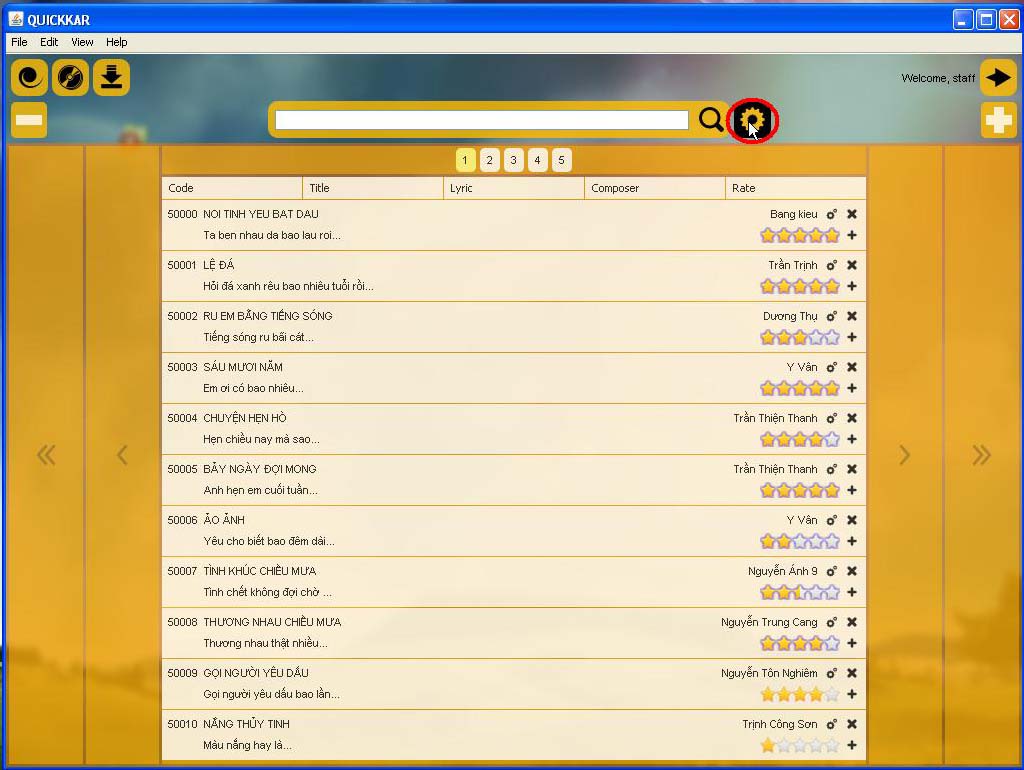 QUICKKAR
File Edit View Help
Welcome, staff
1 2 3 4 5
Code Title Lyric Composer Rate
50000 NOI TINH YEU BAT DAU Bang kieu
Ta ben nhau da bao lau roi...
50001 LỆ ĐÁ Trần Trịnh
Hỏi đá xanh rêu bao nhiêu tuổi rồi...
50002 RU EM BẰNG TIẾNG SÓNG Dương Thụ
Tiếng sóng ru bãi cát...
50003 SÁU MƯƠI NĂM Y Vân
Em ơi có bao nhiêu...
50004 CHUYỆN HẸN HÒ Trần Thiện Thanh
Hẹn chiều nay mà sao...
50005 BẢY NGÀY ĐỢI MONG Trần Thiện Thanh
Anh hẹn em cuối tuần...
50006 ẢO ẢNH Y Vân
Yêu cho biết bao đêm dài...
50007 TÌNH KHÚC CHIỀU MƯA Nguyễn Ánh 9
Tình chết không đợi chờ ...
50008 THƯƠNG NHAU CHIỀU MƯA Nguyễn Trung Cang
Thương nhau thật nhiều...
50009 GỌI NGƯỜI YÊU DẤU Nguyễn Tôn Nghiêm
Gọi người yêu dấu bao lần...
50010 NẮNG THỦY TINH Trịnh Công Sơn
Màu nắng hay là...